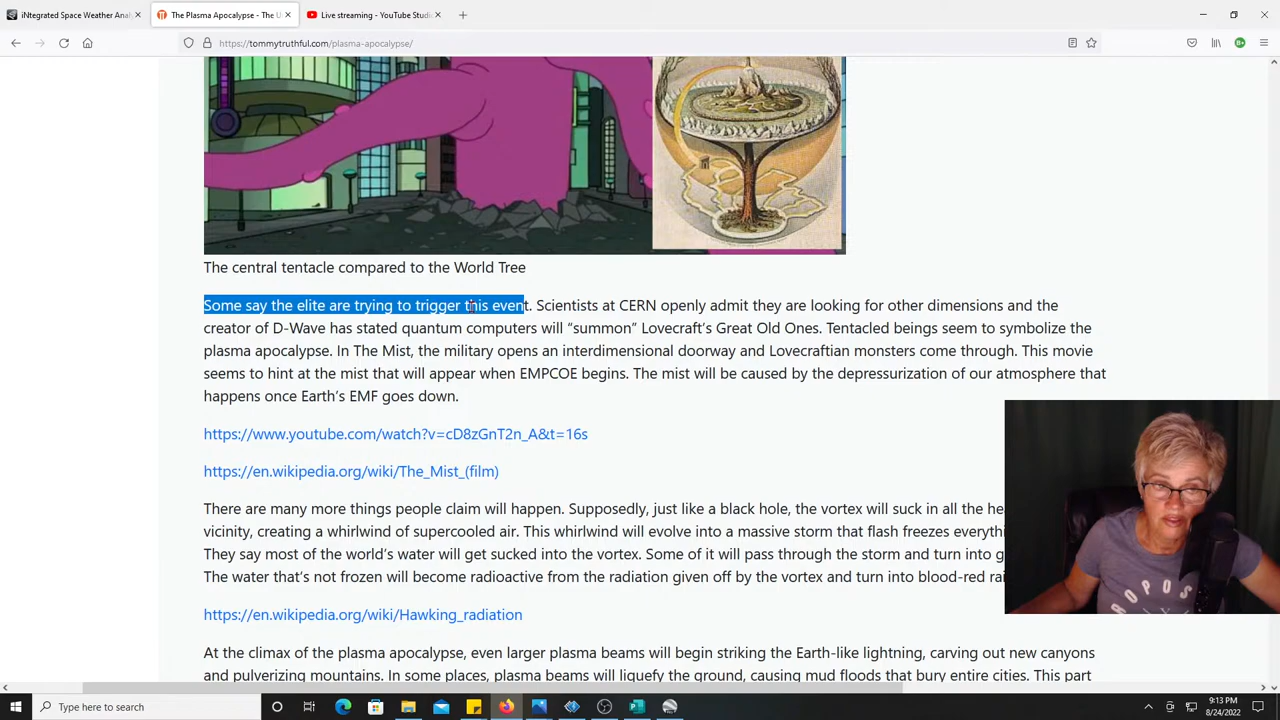 iNtegrated Space Weather Anal
The Plasma Apocalypse - The U
Live streaming - YouTube Studi
https://tommytruthful.com/plasma-apocalypse/
The central tentacle compared to the World Tree
Some say the elite are trying to trigger this event. Scientists at CERN openly admit they are looking for other dimensions and the
creator of D-Wave has stated quantum computers will “summon” Lovecraft’s Great Old Ones. Tentacled beings seem to symbolize the
plasma apocalypse. In The Mist, the military opens an interdimensional doorway and Lovecraftian monsters come through. This movie
seems to hint at the mist that will appear when EMPCOE begins. The mist will be caused by the depressurization of our atmosphere that
happens once Earth’s EMF goes down.
https://www.youtube.com/watch?v=cD8zGnT2n_A&t=16s
https://en.wikipedia.org/wiki/The_Mist_(film)
There are many more things people claim will happen. Supposedly, just like a black hole, the vortex will suck in all the hea
vicinity, creating a whirlwind of supercooled air. This whirlwind will evolve into a massive storm that flash freezes everythi
They say most of the world’s water will get sucked into the vortex. Some of it will pass through the storm and turn into g
The water that’s not frozen will become radioactive from the radiation given off by the vortex and turn into blood-red rai
https://en.wikipedia.org/wiki/Hawking_radiation
At the climax of the plasma apocalypse, even larger plasma beams will begin striking the Earth-like lightning, carving out new canyons
and pulverizing mountains. In some places, plasma beams will liquefy the ground, causing mud floods that bury entire cities. This part
Type here to search
9:13 PM
8/24/2022